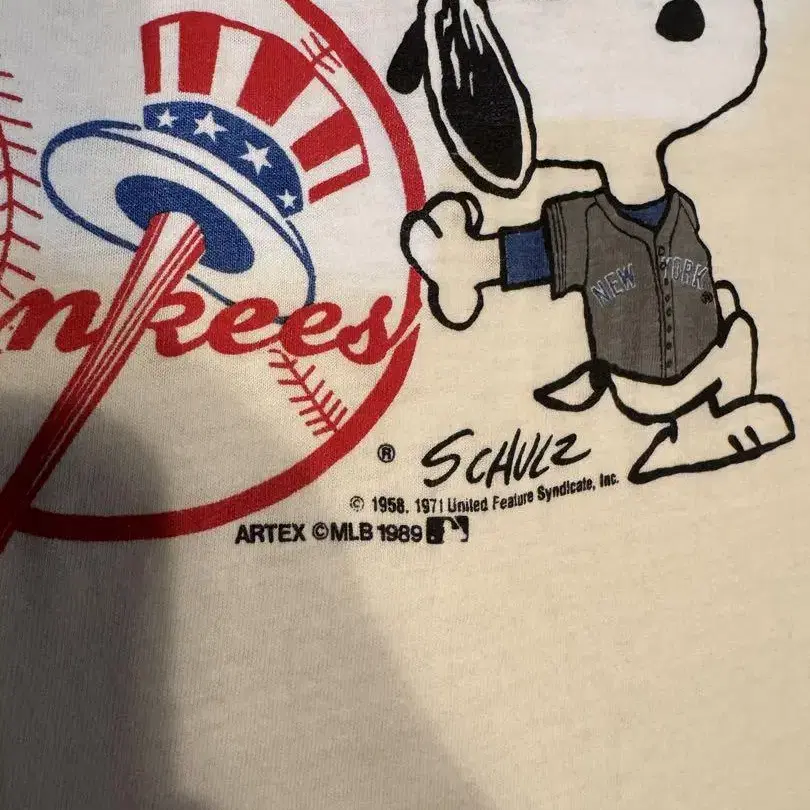 nkees
NEW YORK
®
® SCHULZ
© 1958, 1971 United Feature Syndicate, Inc.
ARTEX ©MLB 1989